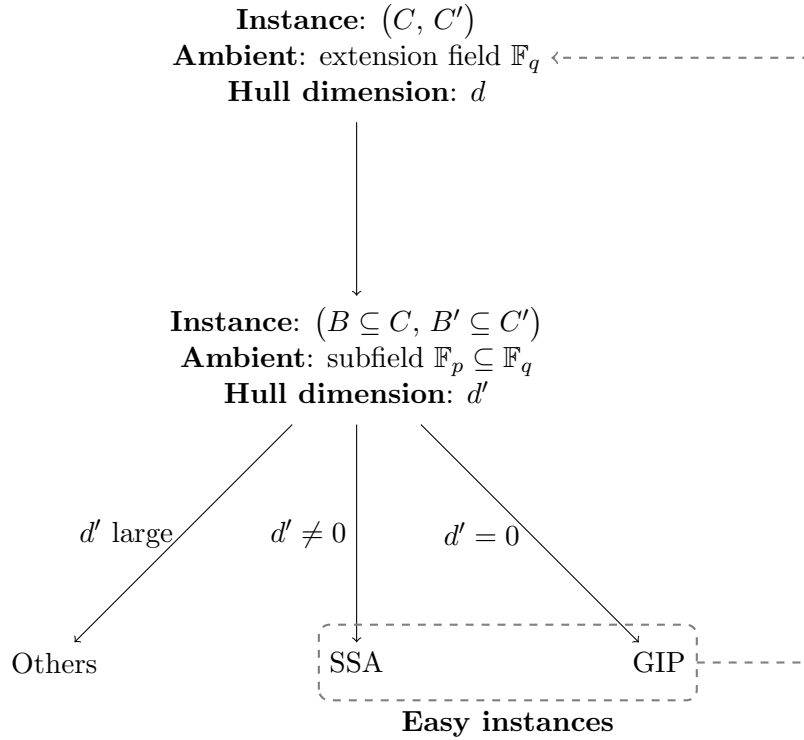 Instance: (C, C′)
Ambient: extension field 𝔽_q
Hull dimension: d
Instance: (B ⊆ C, B′ ⊆ C′)
Ambient: subfield 𝔽_p ⊆ 𝔽_q
Hull dimension: d′
d′ large
d′ ≠ 0
d′ = 0
Others
SSA
GIP
Easy instances